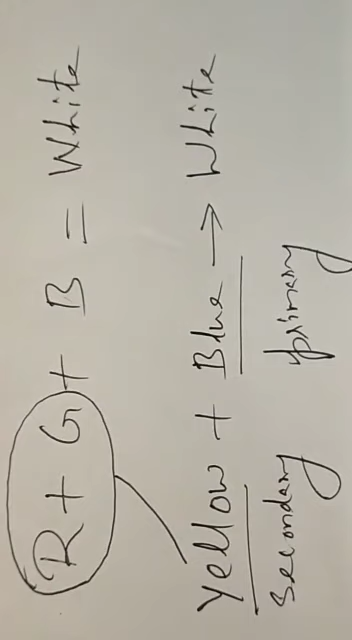 R + G + B = White
Yellow + Blue → White
Secondary primary